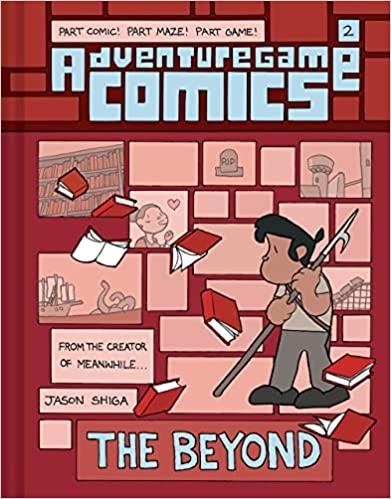 PART COMIC! PART MAZE! PART GAME!
2
ADVENTUREGAME
COMICS
RIP
FROM THE CREATOR
OF MEANWHILE...
JASON SHIGA
THE BEYOND